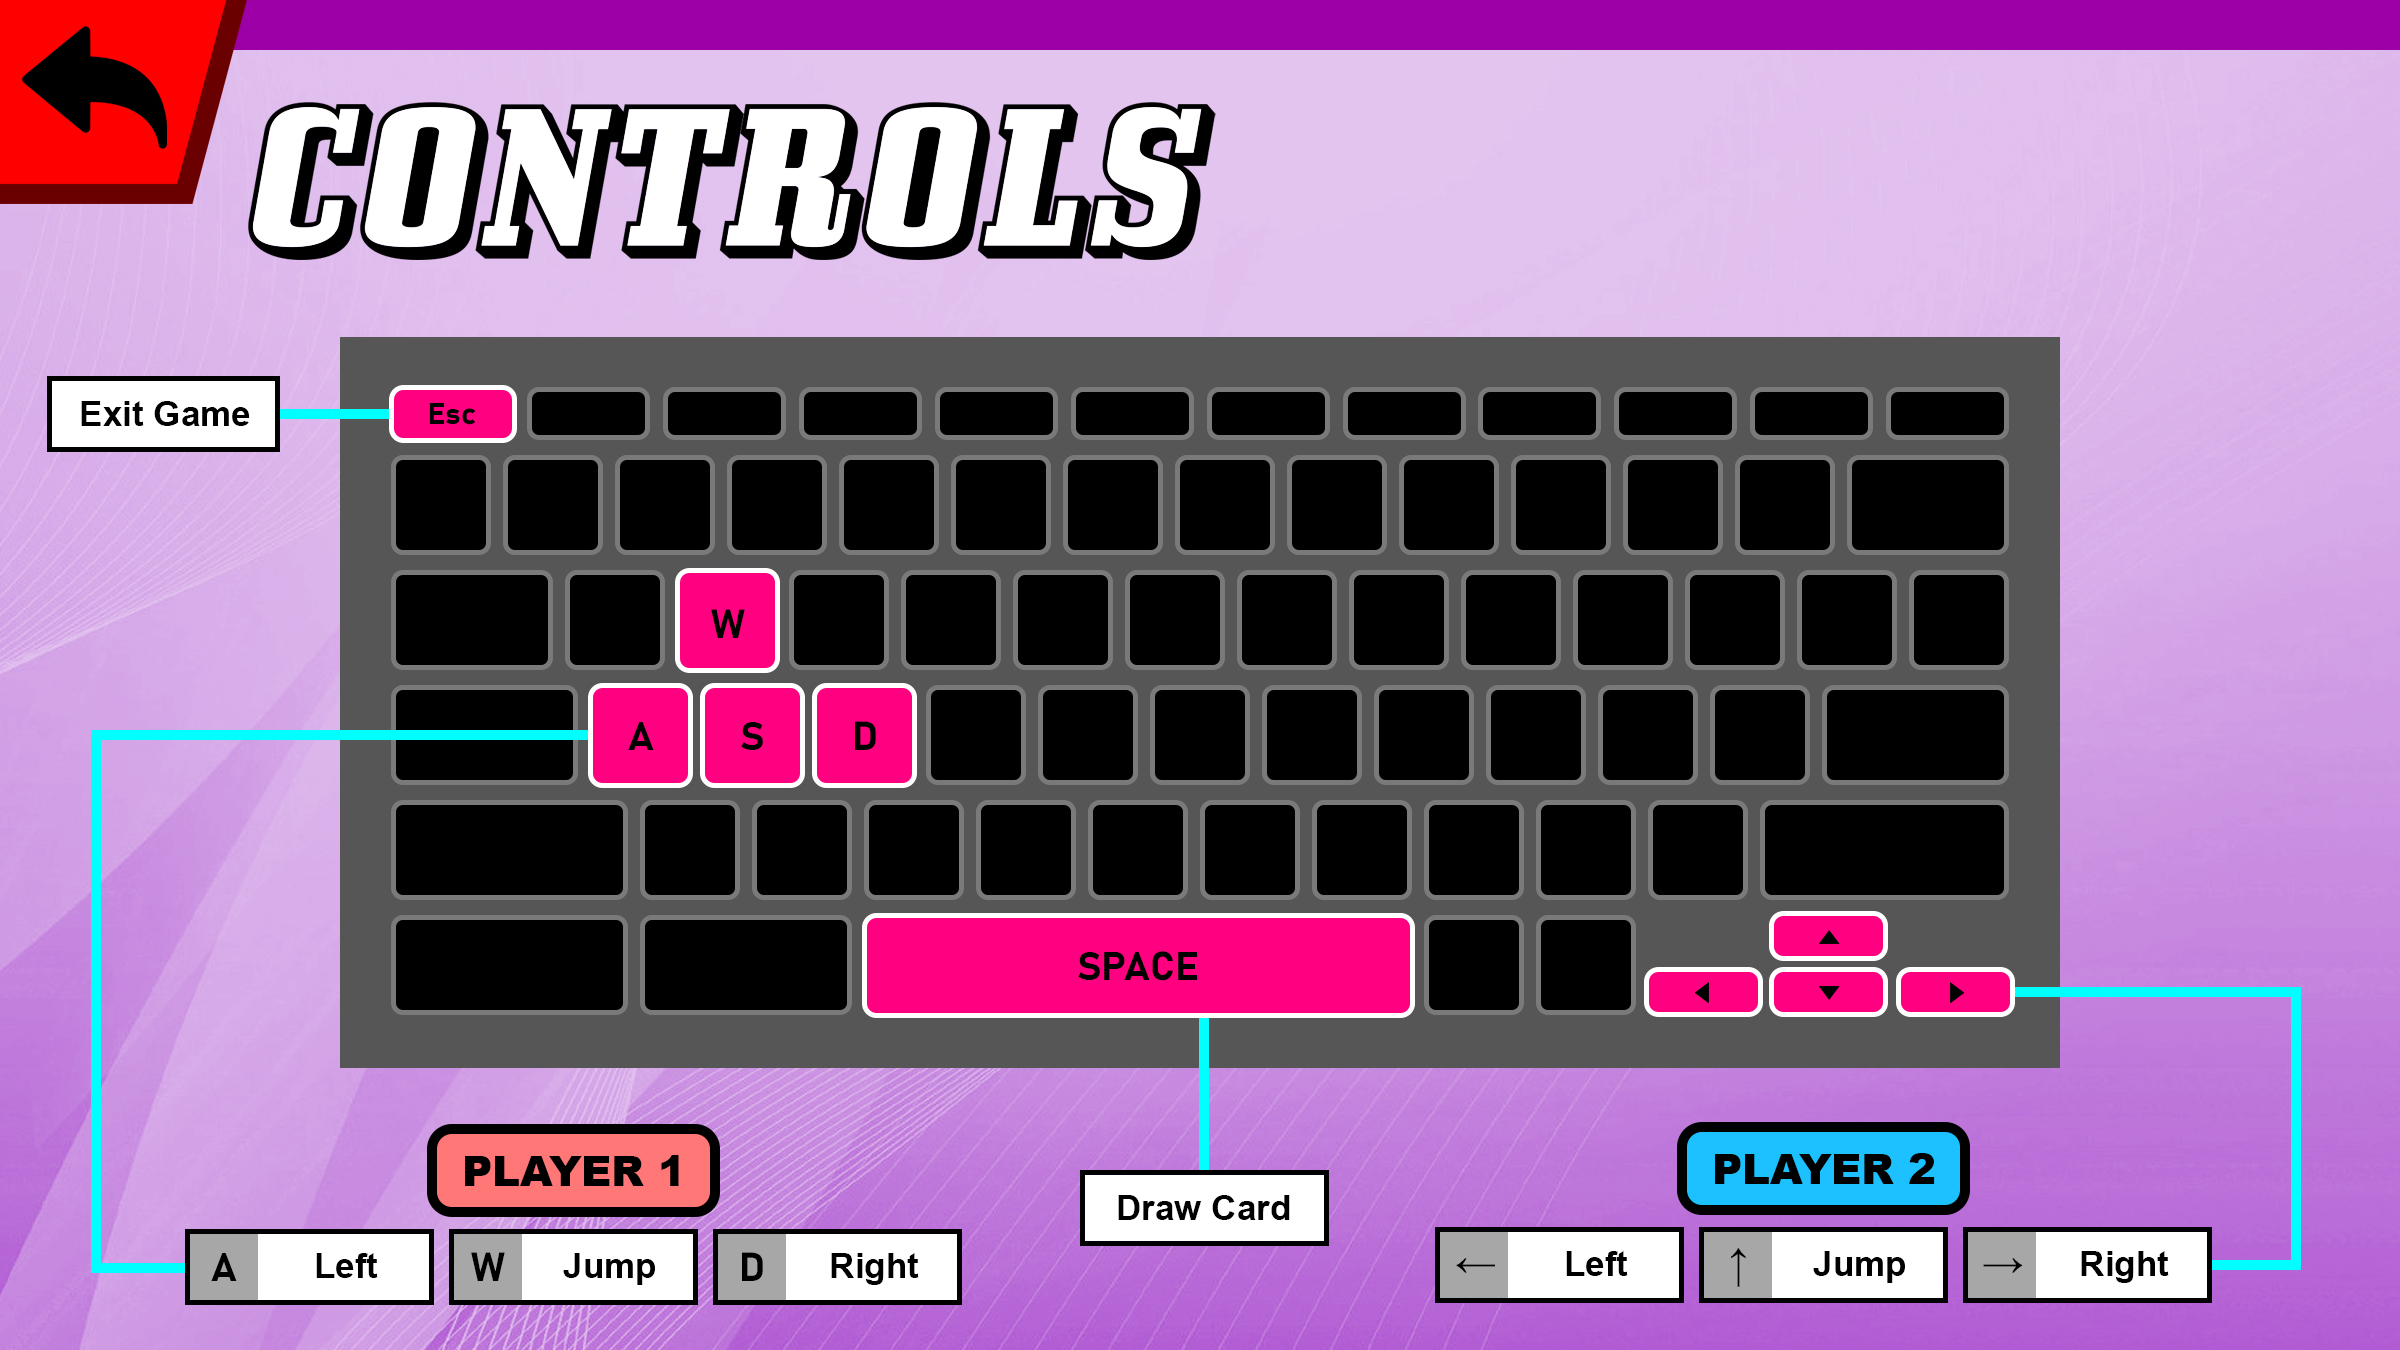 CONTROLS
Exit Game
Esc
W
A S D
SPACE
PLAYER 1
A Left W Jump D Right
Draw Card
PLAYER 2
← Left ↑ Jump → Right